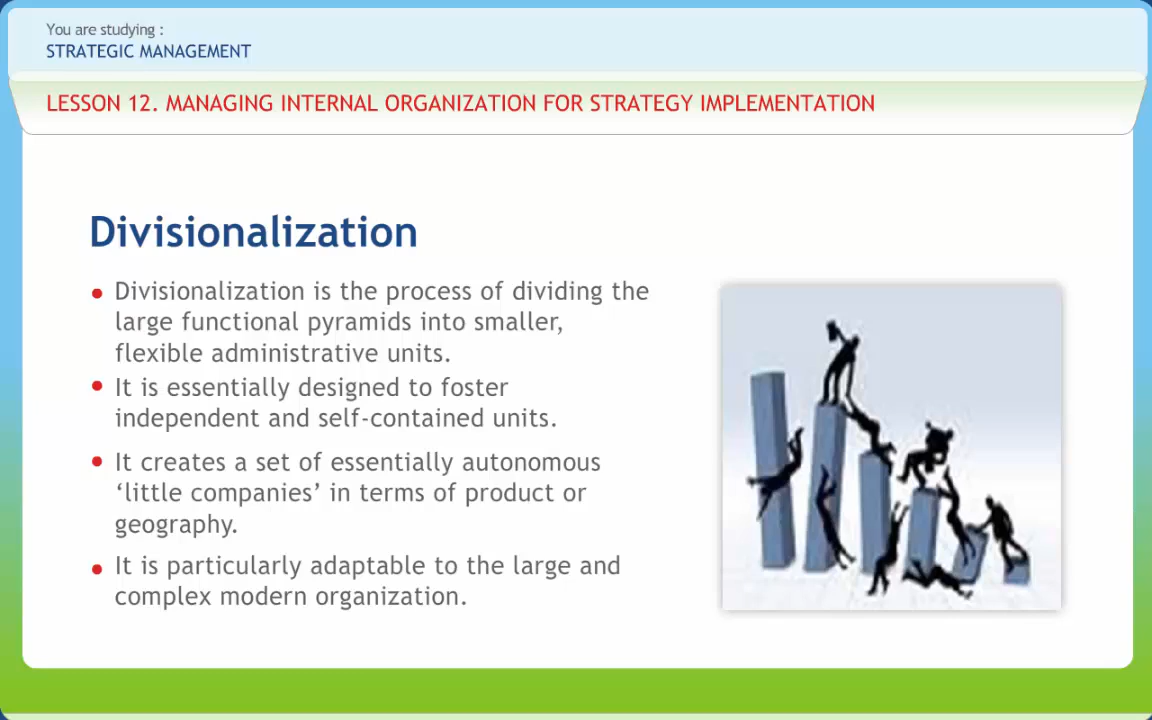 You are studying :
STRATEGIC MANAGEMENT
LESSON 12. MANAGING INTERNAL ORGANIZATION FOR STRATEGY IMPLEMENTATION
Divisionalization
• Divisionalization is the process of dividing the
large functional pyramids into smaller,
flexible administrative units.
• It is essentially designed to foster
independent and self-contained units.
• It creates a set of essentially autonomous
‘little companies’ in terms of product or
geography.
• It is particularly adaptable to the large and
complex modern organization.